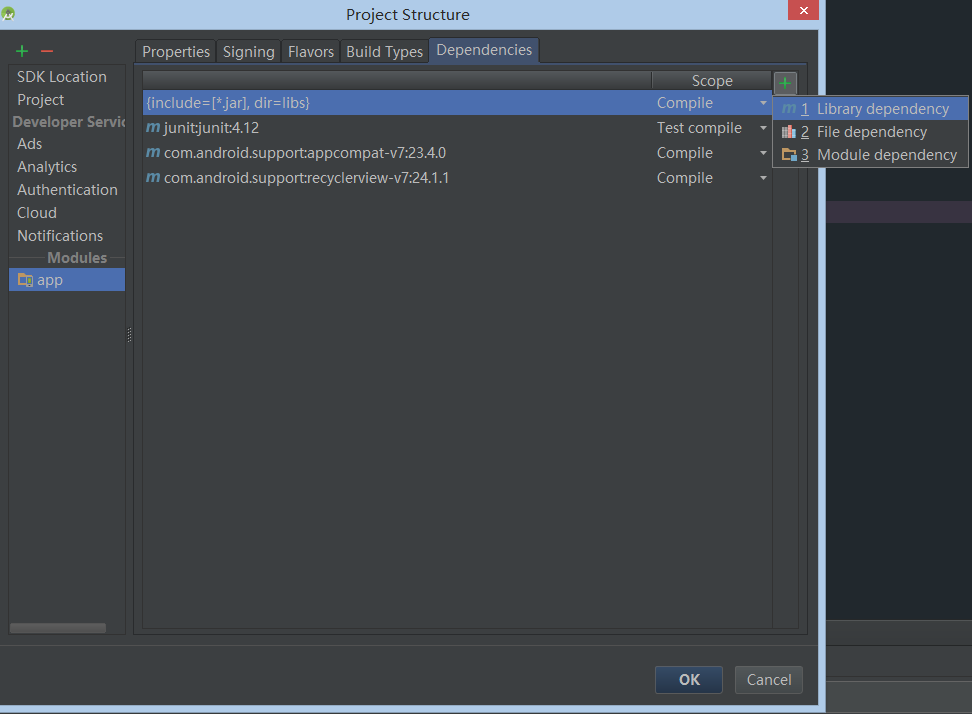 Project Structure
Properties Signing Flavors Build Types Dependencies
SDK Location
Project
Developer Servic
Ads
Analytics
Authentication
Cloud
Notifications
Modules
app
Scope
{include=[*.jar], dir=libs} Compile
m junit:junit:4.12 Test compile
m com.android.support:appcompat-v7:23.4.0 Compile
m com.android.support:recyclerview-v7:24.1.1 Compile
m 1 Library dependency
2 File dependency
3 Module dependency
OK Cancel